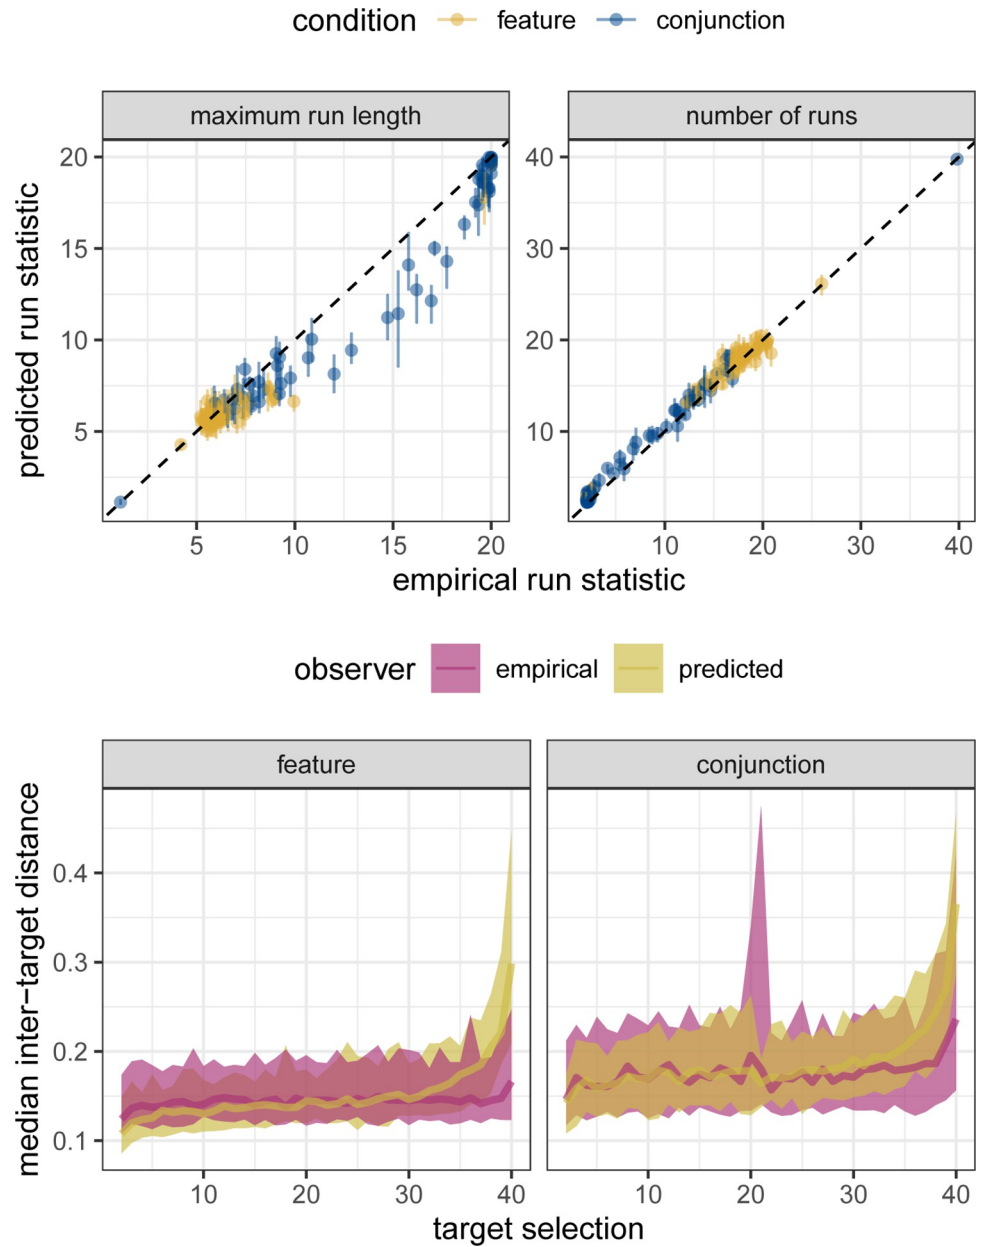 condition feature conjunction
maximum run length
number of runs
predicted run statistic
20
15
10
5
40
30
20
10
5 10 15 20
10 20 30 40
empirical run statistic
observer empirical predicted
feature
conjunction
median inter−target distance
0.4
0.3
0.2
0.1
10 20 30 40
10 20 30 40
target selection